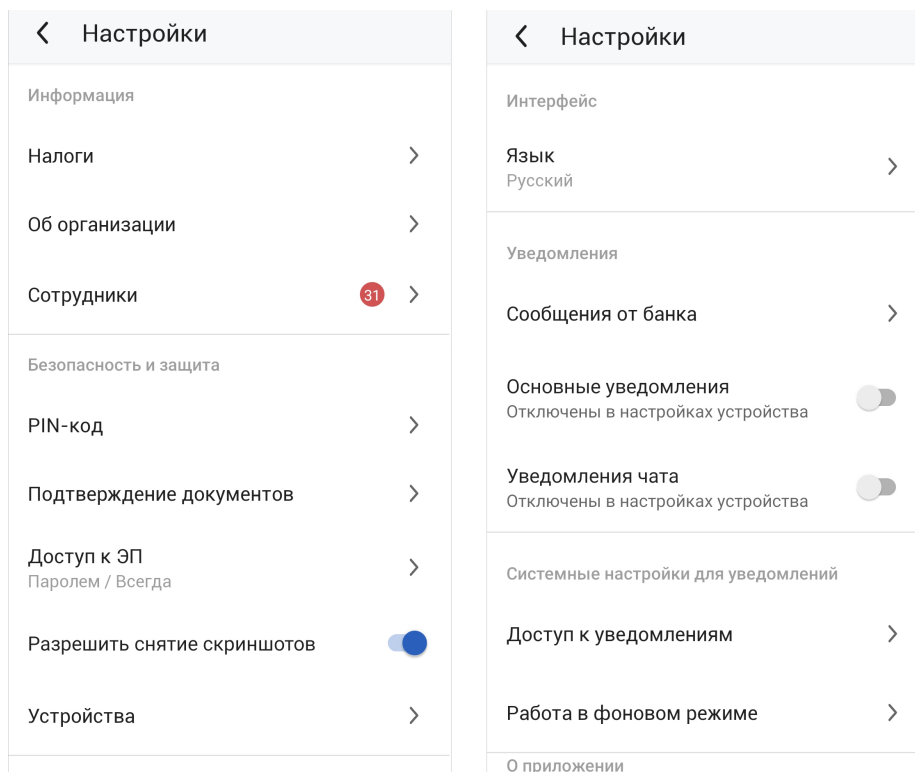 Настройки
Информация
Налоги
Об организации
Сотрудники 31
Безопасность и защита
PIN-код
Подтверждение документов
Доступ к ЭП
Паролем / Всегда
Разрешить снятие скриншотов
Устройства
Настройки
Интерфейс
Язык
Русский
Уведомления
Сообщения от банка
Основные уведомления
Отключены в настройках устройства
Уведомления чата
Отключены в настройках устройства
Системные настройки для уведомлений
Доступ к уведомлениям
Работа в фоновом режиме
О приложении